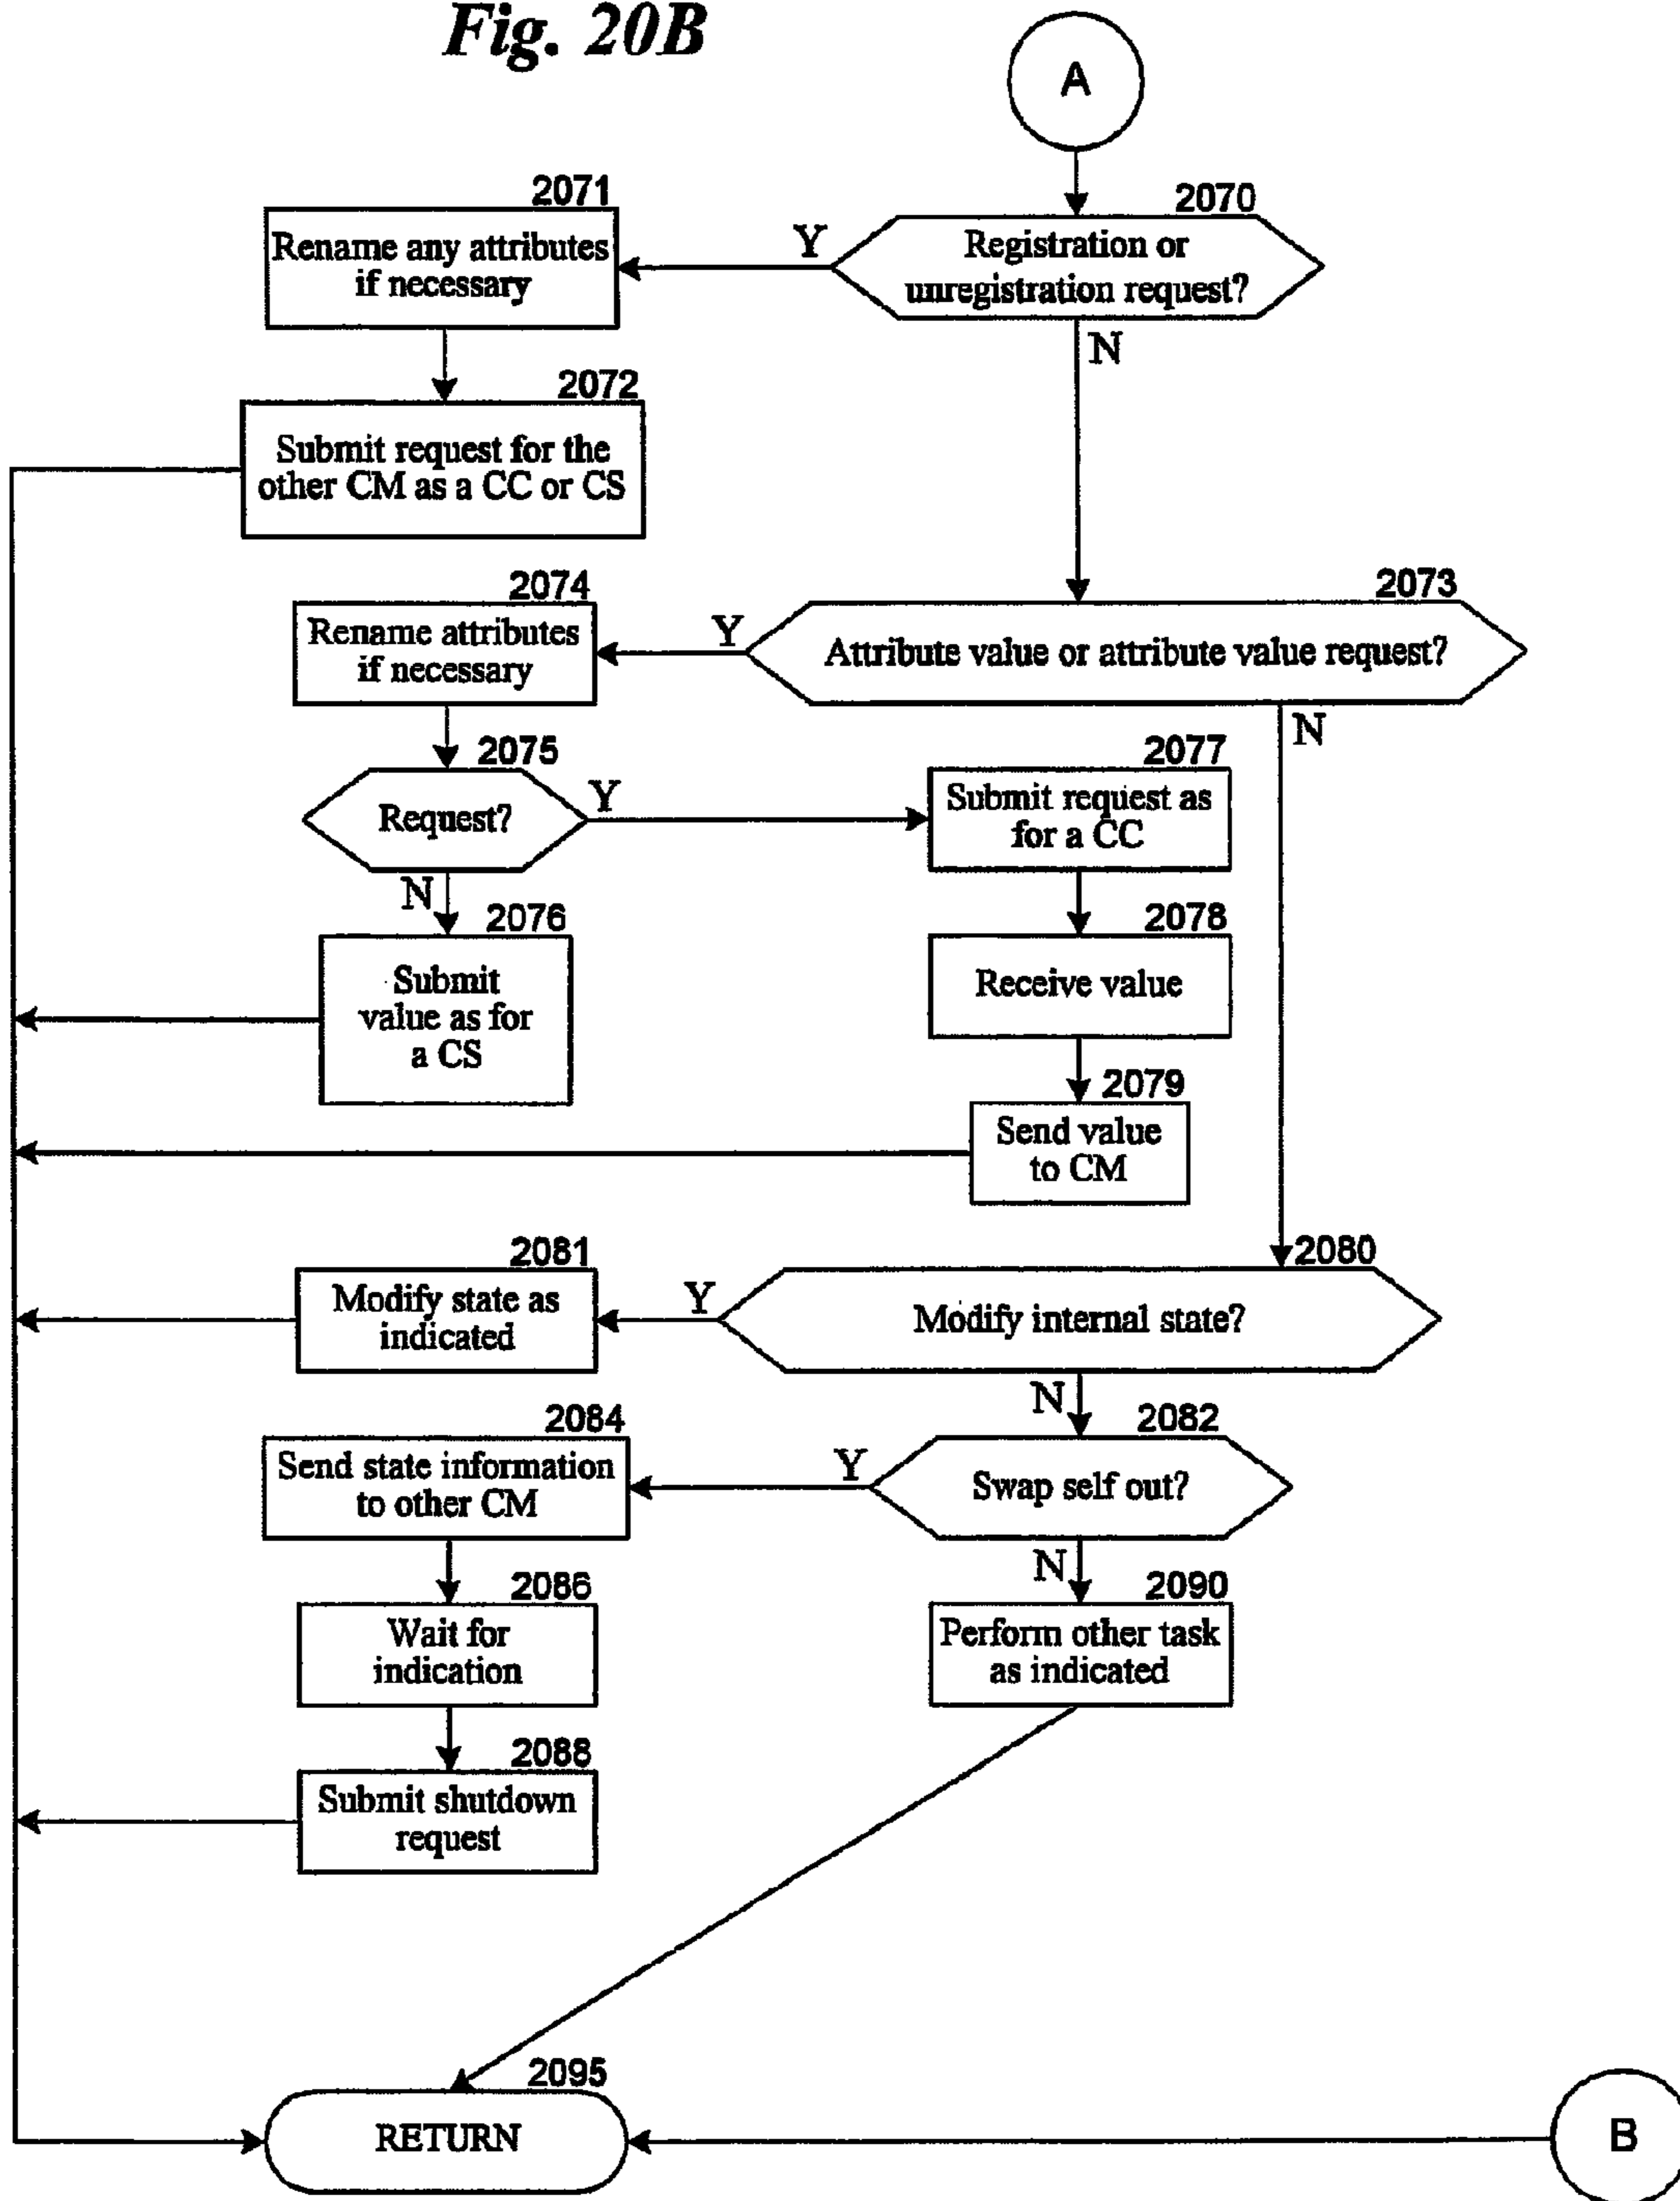 Fig. 20B
A
2070
Registration or
unregistration request?
Y
N
2071
Rename any attributes
if necessary
2072
Submit request for the
other CM as a CC or CS
2073
Attribute value or attribute value request?
Y
N
2074
Rename attributes
if necessary
2075
Request?
Y
N
2076
Submit
value as for
a CS
2077
Submit request as
for a CC
2078
Receive value
2079
Send value
to CM
2080
Modify internal state?
Y
N
2081
Modify state as
indicated
2082
Swap self out?
Y
N
2084
Send state information
to other CM
2086
Wait for
indication
2088
Submit shutdown
request
2090
Perform other task
as indicated
2095
RETURN
B